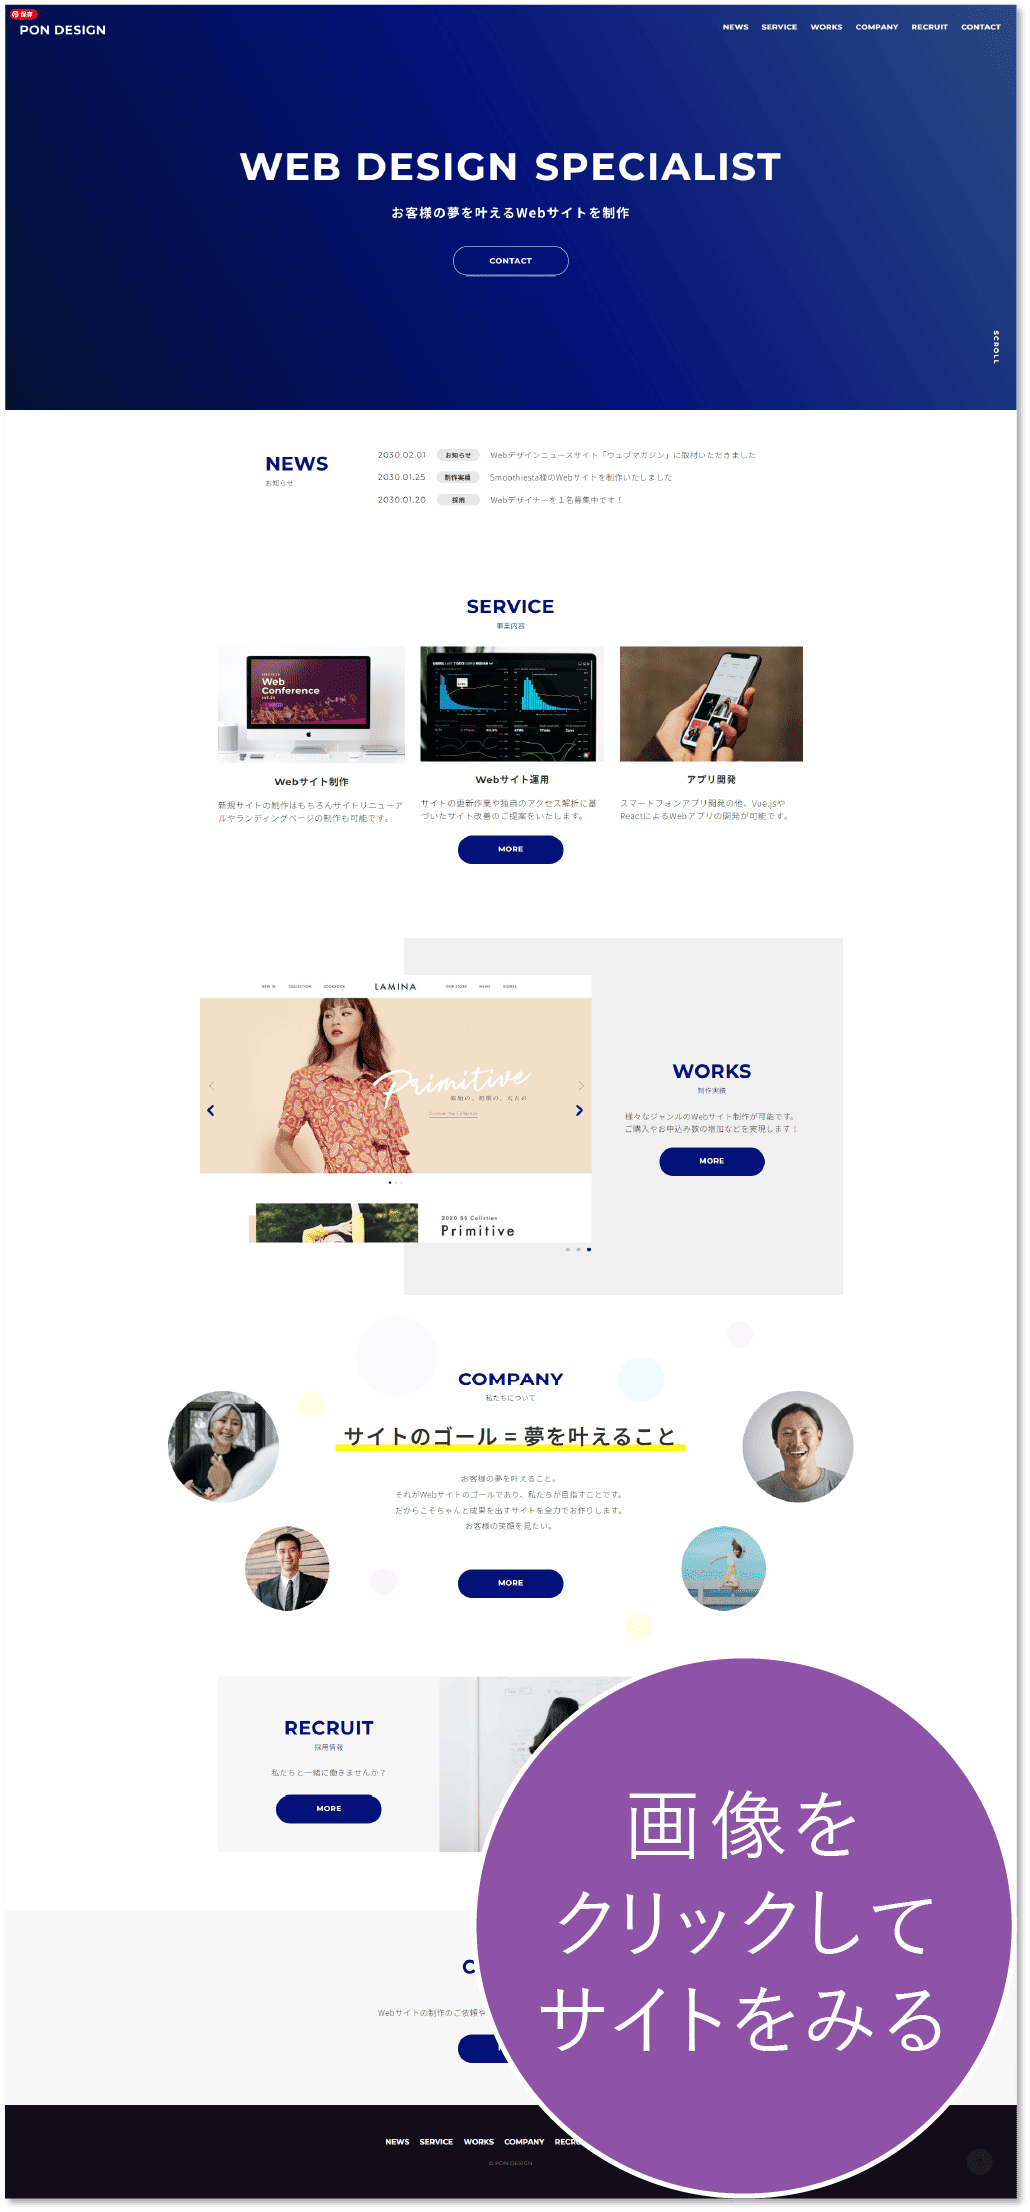 保存
PON DESIGN
NEWS SERVICE WORKS COMPANY RECRUIT CONTACT
WEB DESIGN SPECIALIST
お客様の夢を叶えるWebサイトを制作
CONTACT
SCROLL
NEWS
お知らせ
2030.02.01 お知らせ Webデザインニュースサイト「ウェブマガジン」に取材いただきました
2030.01.25 制作実績 Smoothiesta様のWebサイトを制作いたしました
2030.01.20 採用 Webデザイナーを1名募集中です！
SERVICE
事業内容
Web
Conference
Webサイト制作
新規サイトの制作はもちろんサイトリニューア
ルやランディングページの制作も可能です。
Webサイト運用
サイトの更新作業や独自のアクセス解析に基
づいたサイト改善のご提案をいたします。
アプリ開発
スマートフォンアプリ開発の他、Vue.jsや
ReactによるWebアプリの開発が可能です。
MORE
NEW IN COLLECTION LOOKBOOK LAMINA OUR STORY NEWS STORES
Primitive
原始の、初期の、太古の
Discover the Collection
2020 SS Collection
Primitive
WORKS
制作実績
様々なジャンルのWebサイト制作が可能です。
ご購入やお申込み数の増加などを実現します！
MORE
COMPANY
私たちについて
サイトのゴール = 夢を叶えること
お客様の夢を叶えること。
それがWebサイトのゴールであり、私たちが目指すことです。
だからこそちゃんと成果を出すサイトを全力でお作りします。
お客様の笑顔を見たい。
MORE
RECRUIT
採用情報
私たちと一緒に働きませんか？
MORE
C
Webサイトの制作のご依頼や
NEWS SERVICE WORKS COMPANY RECRU
© PON DESIGN
画像を
クリックして
サイトをみる